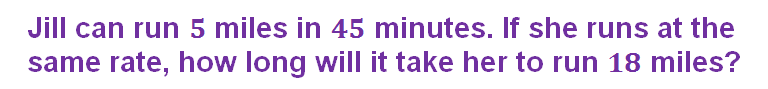 Jill can run 5 miles in 45 minutes. If she runs at the
same rate, how long will it take her to run 18 miles?